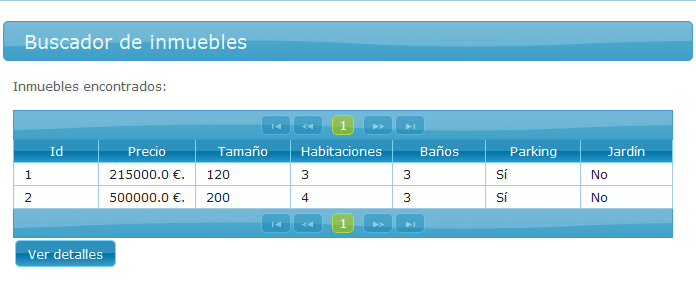 Buscador de inmuebles
Inmuebles encontrados:
1
Id Precio Tamaño Habitaciones Baños Parking Jardín
1 215000.0 €. 120 3 3 Sí No
2 500000.0 €. 200 4 3 Sí No
1
Ver detalles